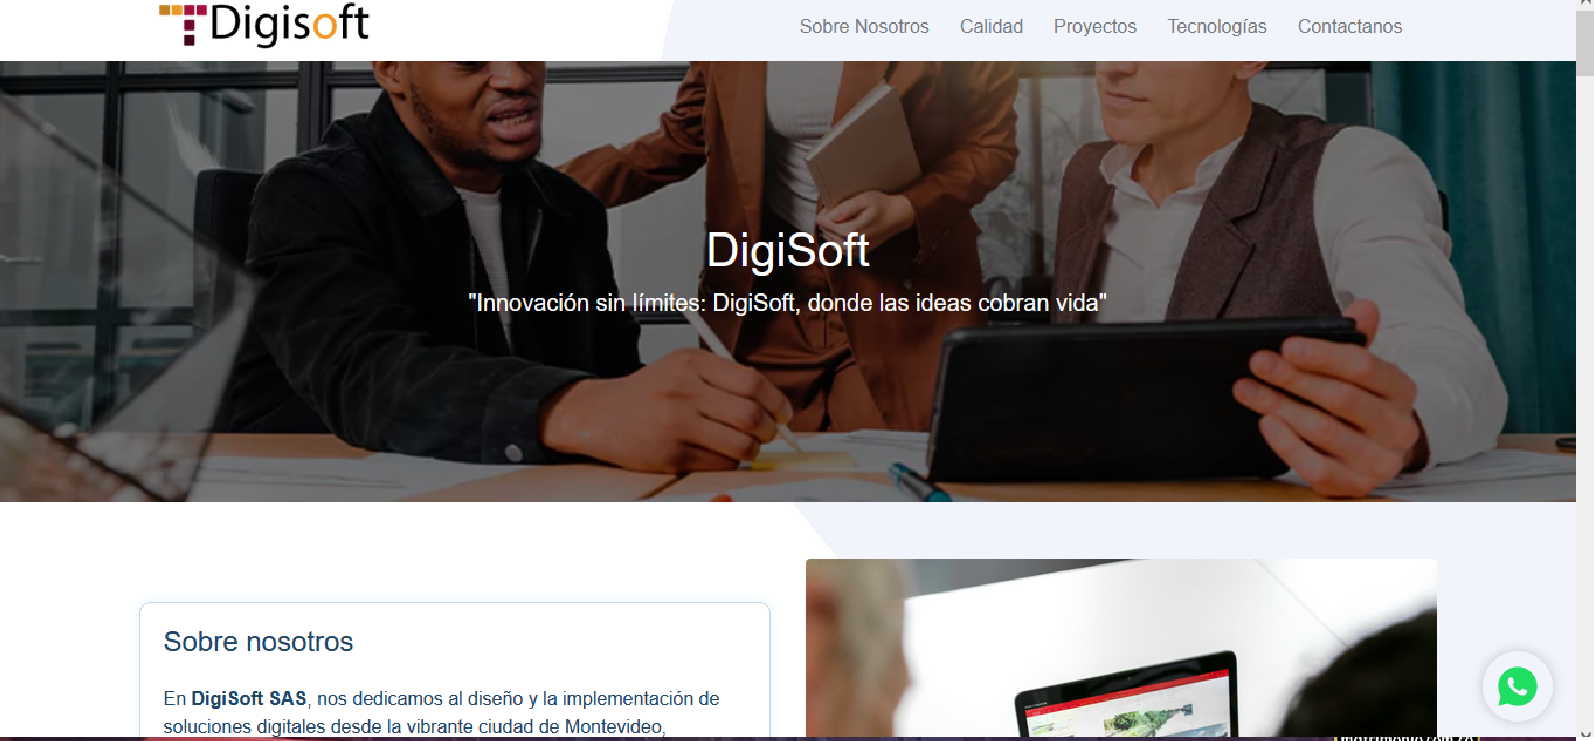 Digisoft
Sobre Nosotros Calidad Proyectos Tecnologías Contactanos
DigiSoft
"Innovación sin límites: DigiSoft, donde las ideas cobran vida"
Sobre nosotros
En DigiSoft SAS, nos dedicamos al diseño y la implementación de
soluciones digitales desde la vibrante ciudad de Montevideo,